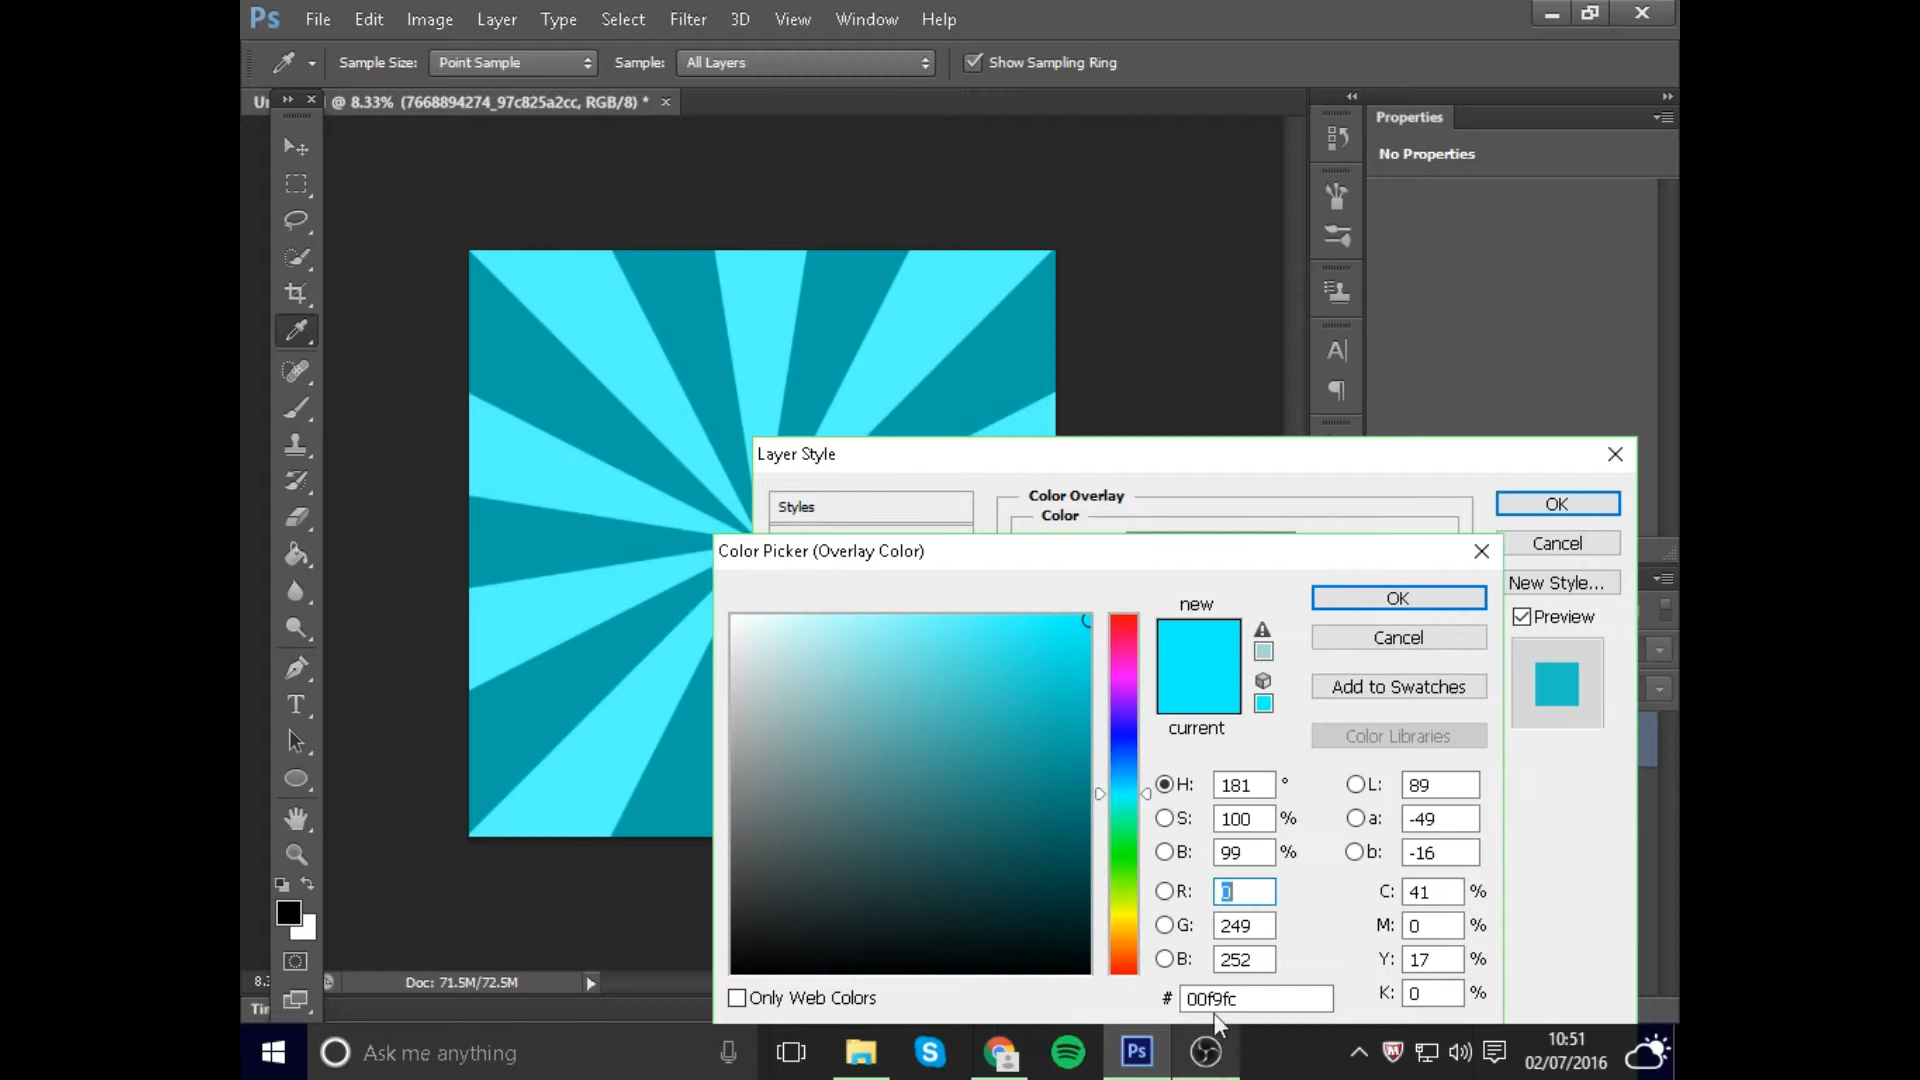 Ps File Edit Image Layer Type Select Filter 3D View Window Help
Sample Size: Point Sample Sample: All Layers Show Sampling Ring
@ 8.33% (7668894274_97c825a2cc, RGB/8) * ×
Properties
No Properties
Layer Style
Styles
Color Overlay
Color
OK
Cancel
New Style...
Preview
Color Picker (Overlay Color)
new
current
OK
Cancel
Add to Swatches
Color Libraries
H: 181 °
S: 100 %
B: 99 %
R: 0
G: 249
B: 252
# 00f9fc
L: 89
a: -49
b: -16
C: 41 %
M: 0 %
Y: 17 %
K: 0 %
Only Web Colors
Doc: 71.5M/72.5M
Ask me anything
Ps
10:51
02/07/2016